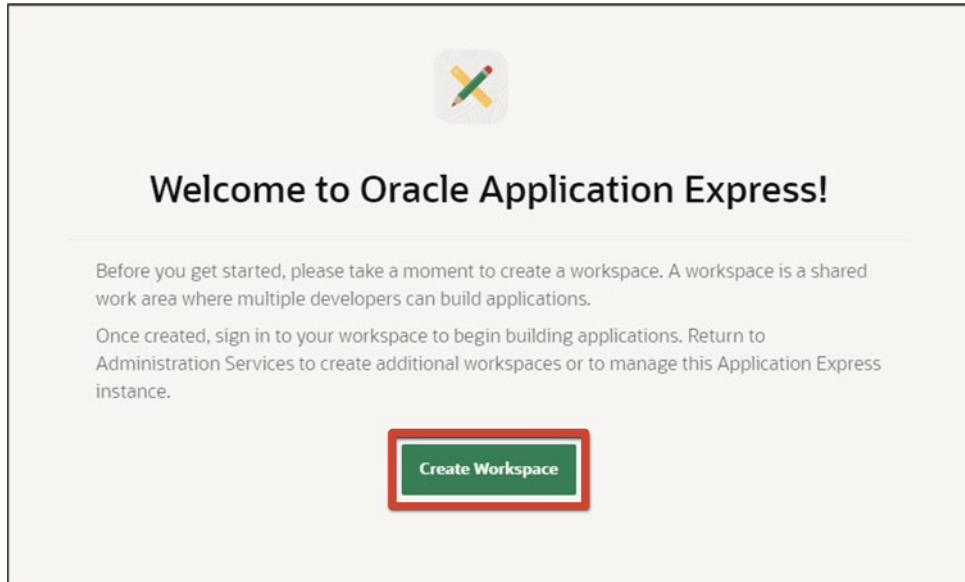 Welcome to Oracle Application Express!
Before you get started, please take a moment to create a workspace. A workspace is a shared
work area where multiple developers can build applications.
Once created, sign in to your workspace to begin building applications. Return to
Administration Services to create additional workspaces or to manage this Application Express
instance.
Create Workspace